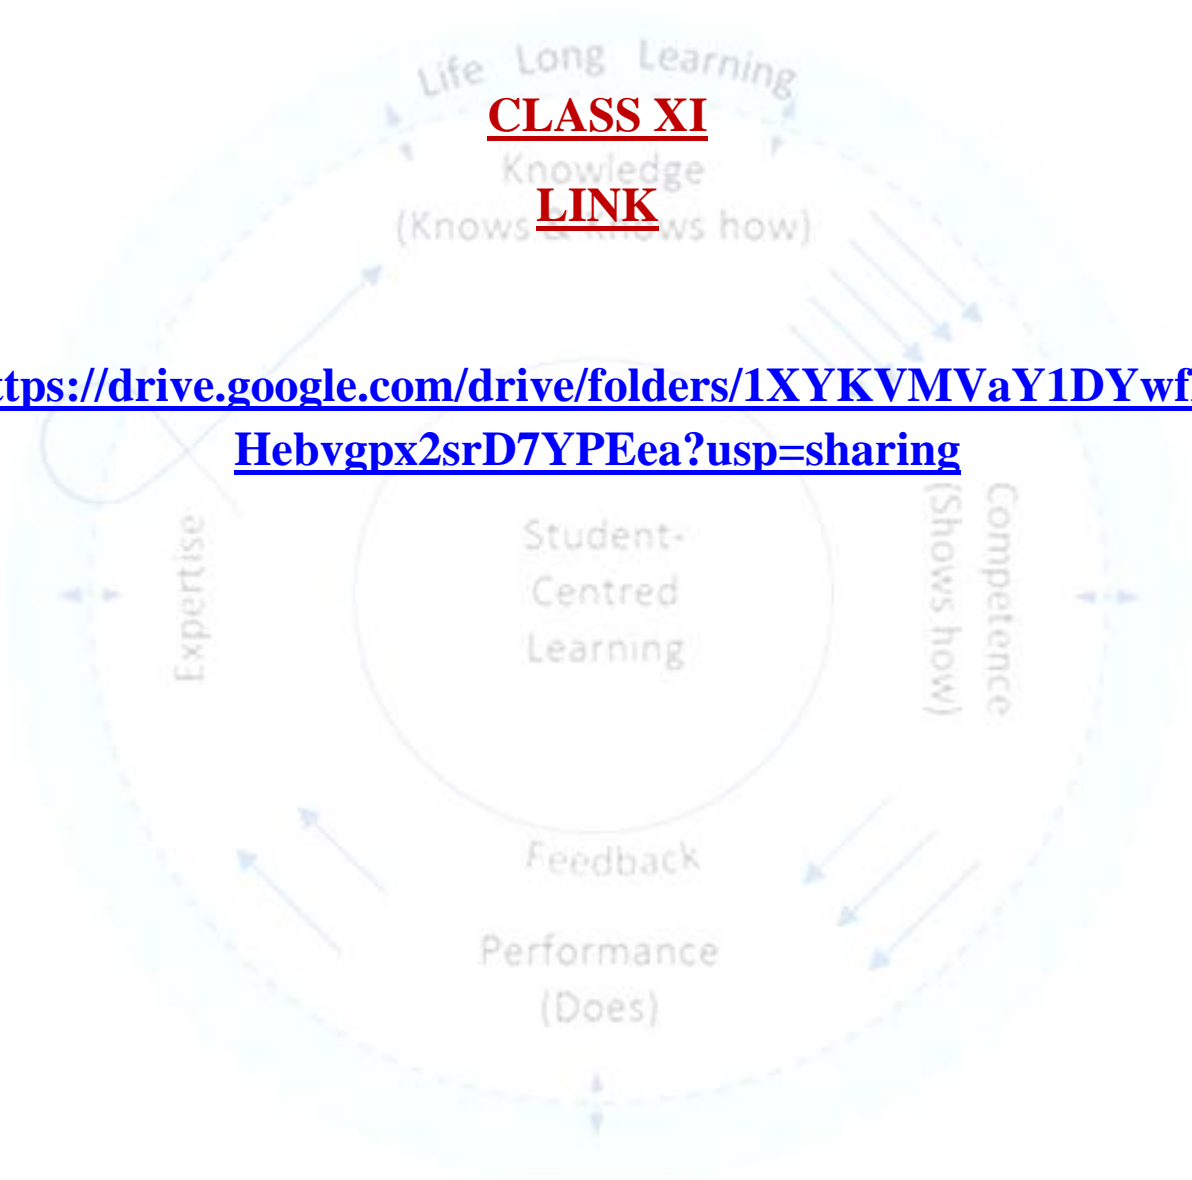 Life Long Learning
CLASS XI
Knowledge
LINK
(Knows & Knows how)
ttps://drive.google.com/drive/folders/1XYKVMVaY1DYwf
Hebvgpx2srD7YPEea?usp=sharing
Expertise
Student-
Centred
Learning
Competence
(Shows how)
Feedback
Performance
(Does)